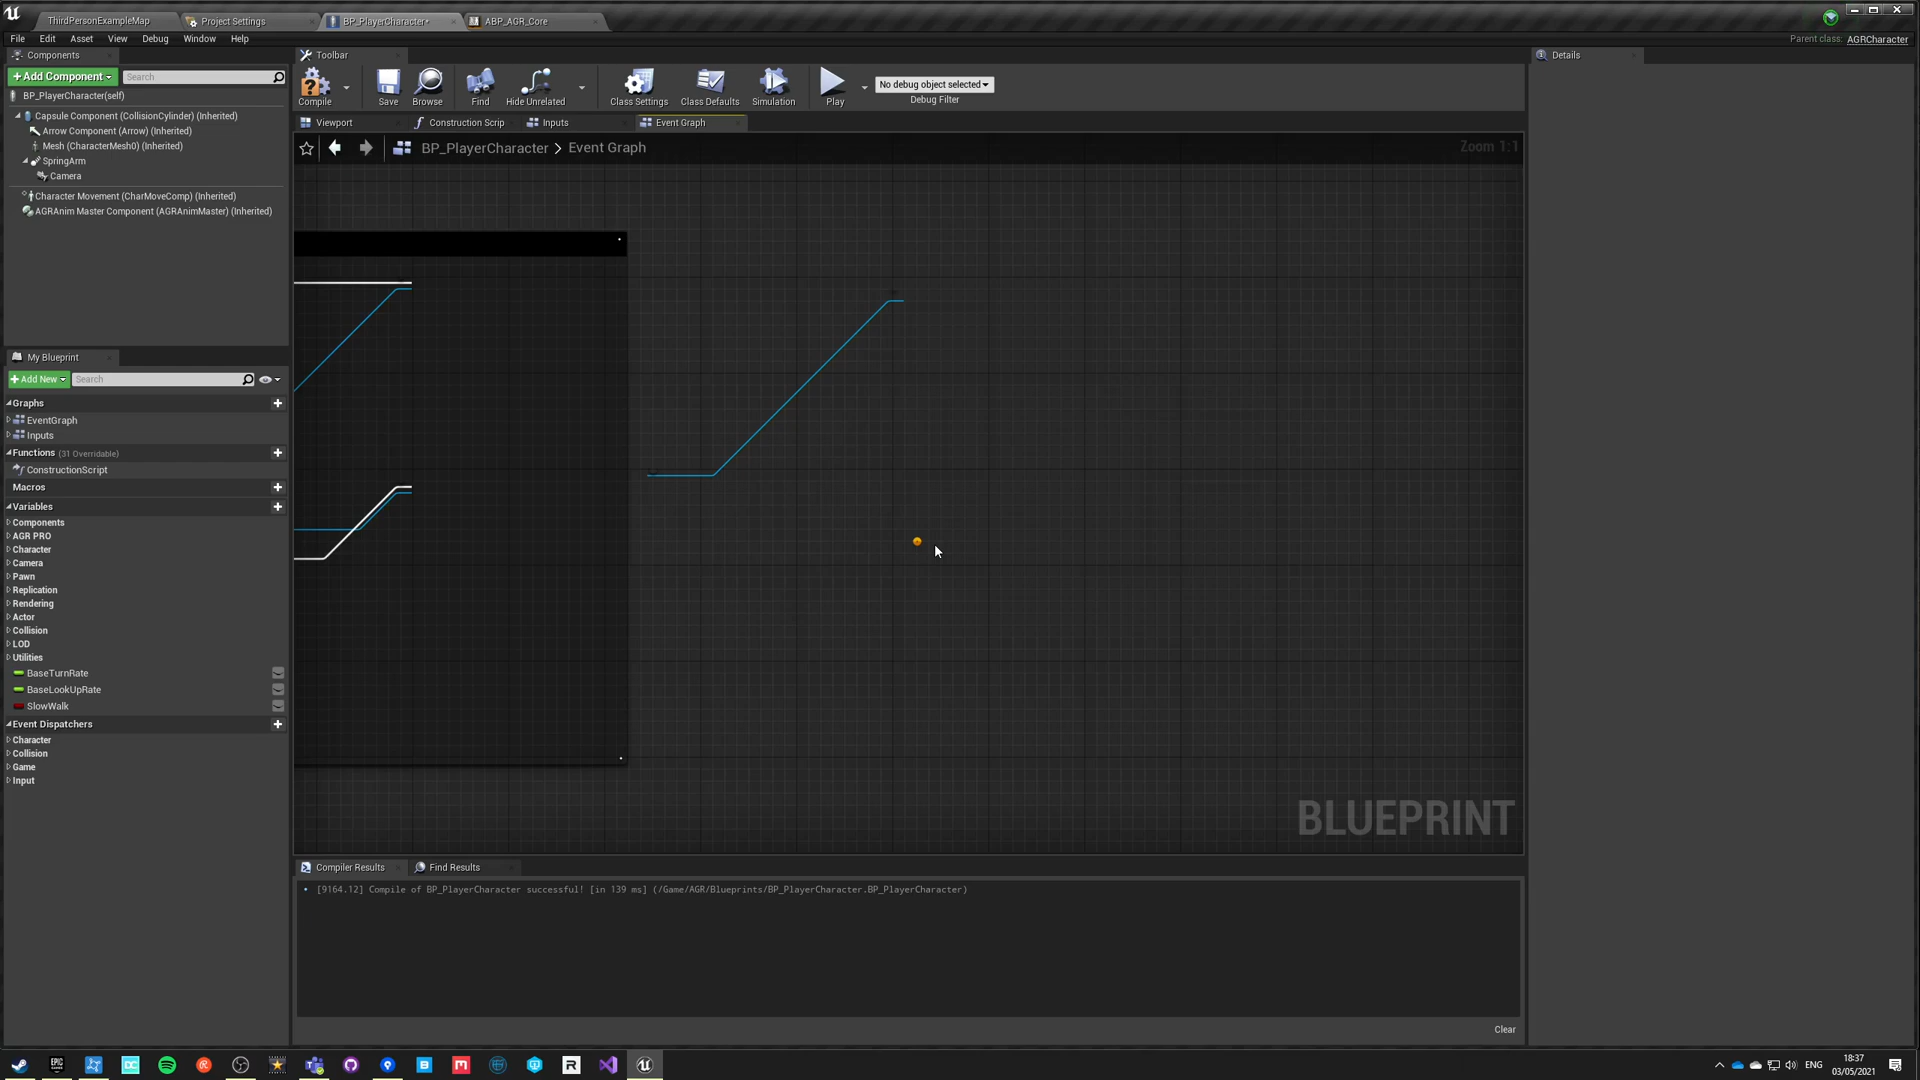 ThirdPersonExampleMap
Project Settings
BP_PlayerCharacter*
ABP_AGR_Core
File Edit Asset View Debug Window Help
Parent class: AGRCharacter
Components
+Add Component
Search
BP_PlayerCharacter(self)
Capsule Component (CollisionCylinder) (Inherited)
Arrow Component (Arrow) (Inherited)
Mesh (CharacterMesh0) (Inherited)
SpringArm
Camera
Character Movement (CharMoveComp) (Inherited)
AGRAnim Master Component (AGRAnimMaster) (Inherited)
My Blueprint
+Add New
Search
Graphs
EventGraph
Inputs
Functions (31 Overridable)
ConstructionScript
Macros
Variables
Components
AGR PRO
Character
Camera
Pawn
Replication
Rendering
Actor
Collision
LOD
Utilities
BaseTurnRate
BaseLookUpRate
SlowWalk
Event Dispatchers
Character
Collision
Game
Input
Toolbar
Compile
Save
Browse
Find
Hide Unrelated
Class Settings
Class Defaults
Simulation
Play
No debug object selected
Debug Filter
Viewport
Construction Scrip
Inputs
Event Graph
BP_PlayerCharacter > Event Graph
Zoom 1:1
BLUEPRINT
Compiler Results
Find Results
[9164.12] Compile of BP_PlayerCharacter successful! [in 139 ms] (/Game/AGR/Blueprints/BP_PlayerCharacter.BP_PlayerCharacter)
Clear
Details
EPIC
DC
B
M
R
ENG
18:37
03/05/2021